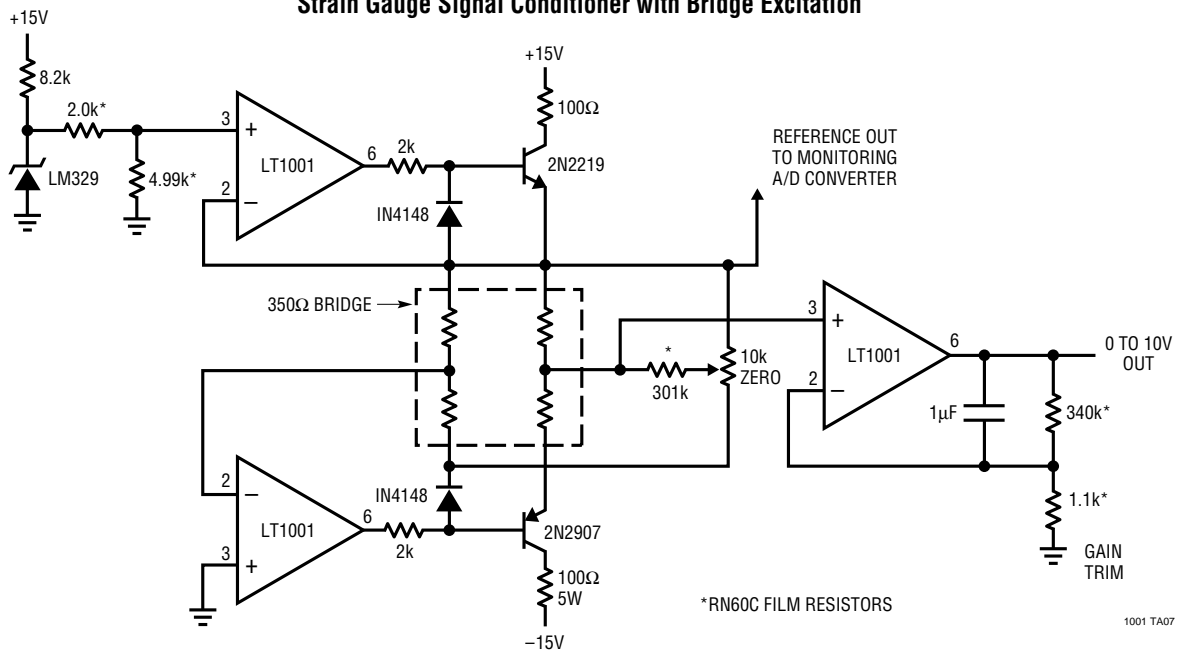 Strain Gauge Signal Conditioner with Bridge Excitation
+15V
8.2k
2.0k*
LM329
4.99k*
3
+
2
–
LT1001
6
2k
IN4148
+15V
100Ω
2N2219
REFERENCE OUT
TO MONITORING
A/D CONVERTER
350Ω BRIDGE
*
301k
10k
ZERO
3
+
2
–
LT1001
6
0 TO 10V
OUT
1µF
340k*
1.1k*
GAIN
TRIM
2
–
3
+
LT1001
6
2k
IN4148
2N2907
100Ω
5W
–15V
*RN60C FILM RESISTORS
1001 TA07